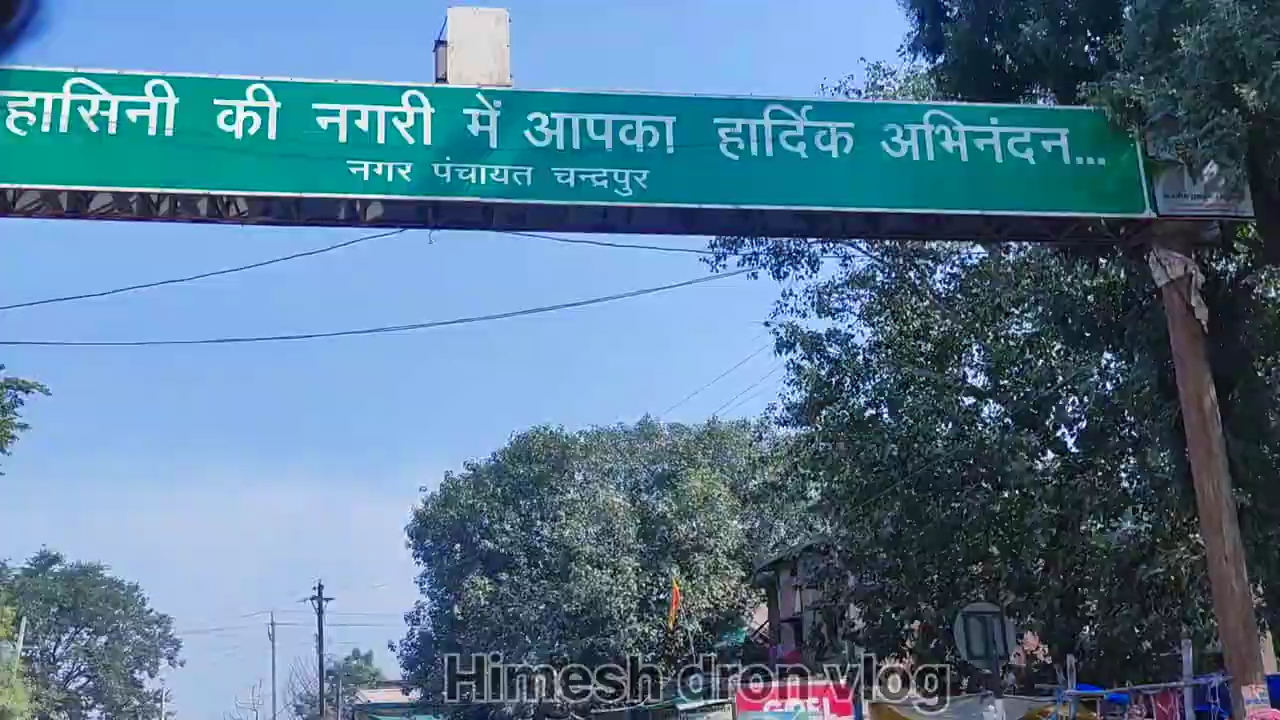 हासिनी की नगरी में आपका हार्दिक अभिनंदन...
नगर पंचायत चन्द्रपुर
Himesh dron vlog